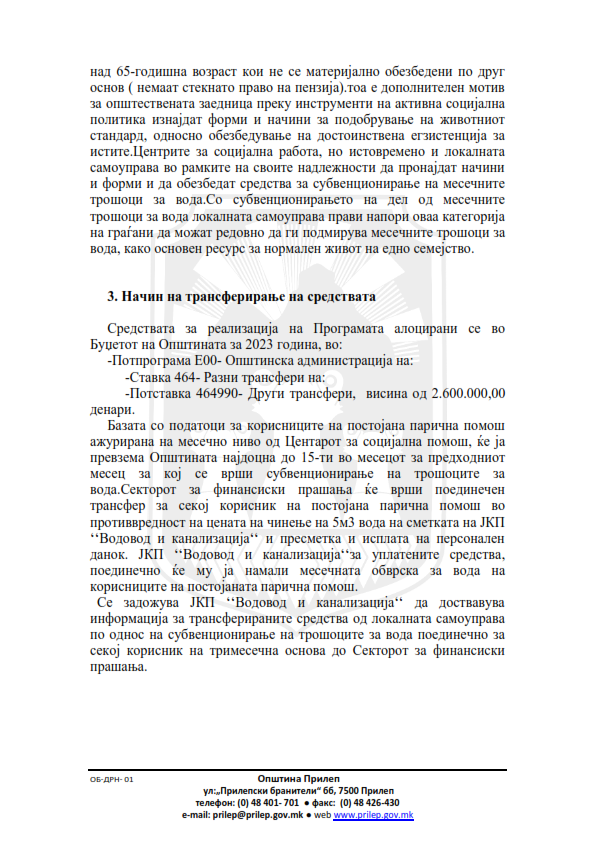 над 65-годишна возраст кои не се материјално обезбедени по друг
основ ( немаат стекнато право на пензија).тоа е дополнителен мотив
за општествената заедница преку инструменти на активна социјална
политика изнајдат форми и начини за подобрување на животниот
стандард, односно обезбедување на достоинствена егзистенција за
истите.Центрите за социјална работа, но истовремено и локалната
самоуправа во рамките на своите надлежности да пронајдат начини
и форми и да обезбедат средства за субвенционирање на месечните
трошоци за вода.Со субвенционирањето на дел од месечните
трошоци за вода локалната самоуправа прави напори оваа категорија
на граѓани да можат редовно да ги подмирува месечните трошоци за
вода, како основен ресурс за нормален живот на едно семејство.
3. Начин на трансферирање на средствата
Средствата за реализација на Програмата алоцирани се во
Буџетот на Општината за 2023 година, во:
-Потпрограма Е00- Општинска администрација на:
-Ставка 464- Разни трансфери на:
-Потставка 464990- Други трансфери, висина од 2.600.000,00
денари.
Базата со податоци за корисниците на постојана парична помош
ажурирана на месечно ниво од Центарот за социјална помош, ќе ја
превзема Општината најдоцна до 15-ти во месецот за предходниот
месец за кој се врши субвенционирање на трошоците за
вода.Секторот за финансиски прашања ќе врши поединечен
трансфер за секој корисник на постојана парична помош во
противвредност на цената на чинење на 5м3 вода на сметката на ЈКП
‘‘Водовод и канализација‘‘ и пресметка и исплата на персонален
данок. ЈКП ‘‘Водовод и канализација‘‘за уплатените средства,
поединечно ќе му ја намали месечната обврска за вода на
корисниците на постојаната парична помош.
Се задожува ЈКП ‘‘Водовод и канализација‘‘ да доставува
информација за трансферираните средства од локалната самоуправа
по однос на субвенционирање на трошоците за вода поединечно за
секој корисник на тримесечна основа до Секторот за финансиски
прашања.
ОБ-ДРН- 01 Општина Прилеп
ул:„Прилепски бранители“ бб, 7500 Прилеп
телефон: (0) 48 401- 701 ● факс: (0) 48 426-430
e-mail: prilep@prilep.gov.mk ● web www.prilep.gov.mk